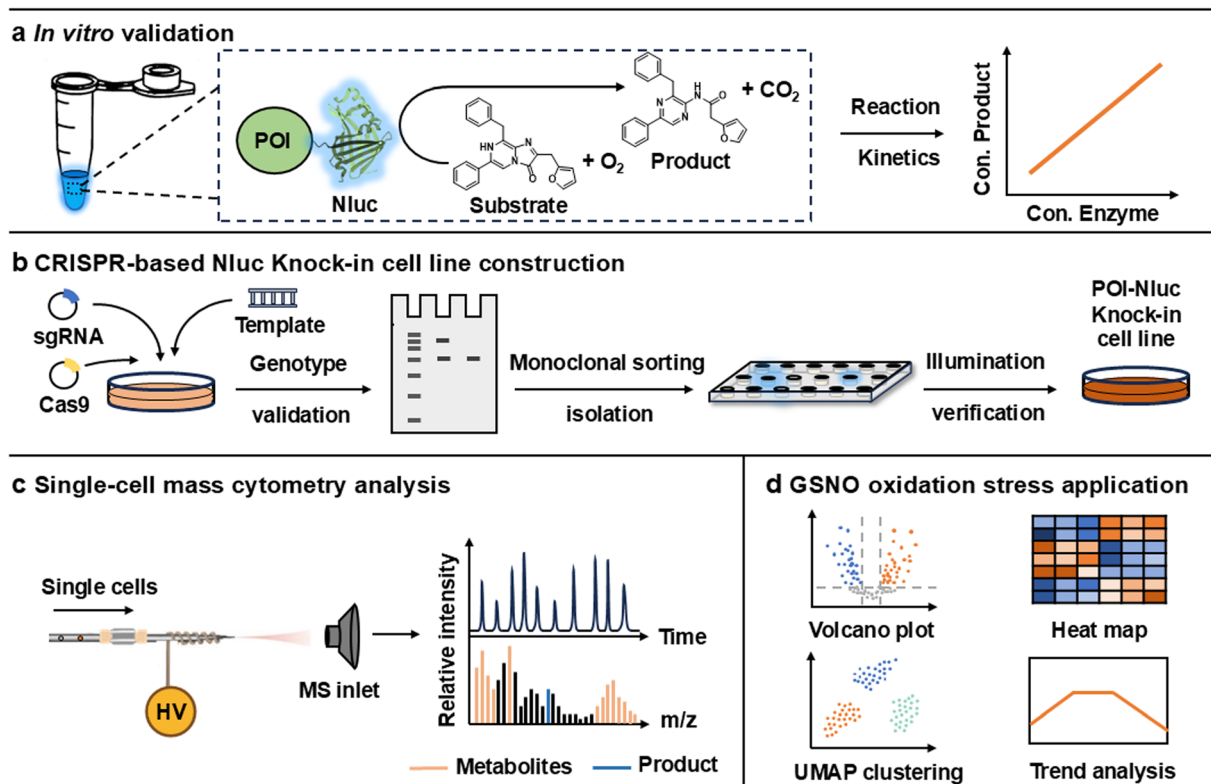 a In vitro validation
POI
Nluc
HN
N
N
N
O
O
Substrate
+ O2
N
N
NH
O
O
Product
+ CO2
Reaction
Kinetics
Con. Product
Con. Enzyme
b CRISPR-based Nluc Knock-in cell line construction
sgRNA
Cas9
Template
Genotype
validation
Monoclonal sorting
isolation
Illumination
verification
POI-Nluc
Knock-in
cell line
c Single-cell mass cytometry analysis
Single cells
HV
MS inlet
Relative intensity
Time
m/z
Metabolites
Product
d GSNO oxidation stress application
Volcano plot
Heat map
UMAP clustering
Trend analysis